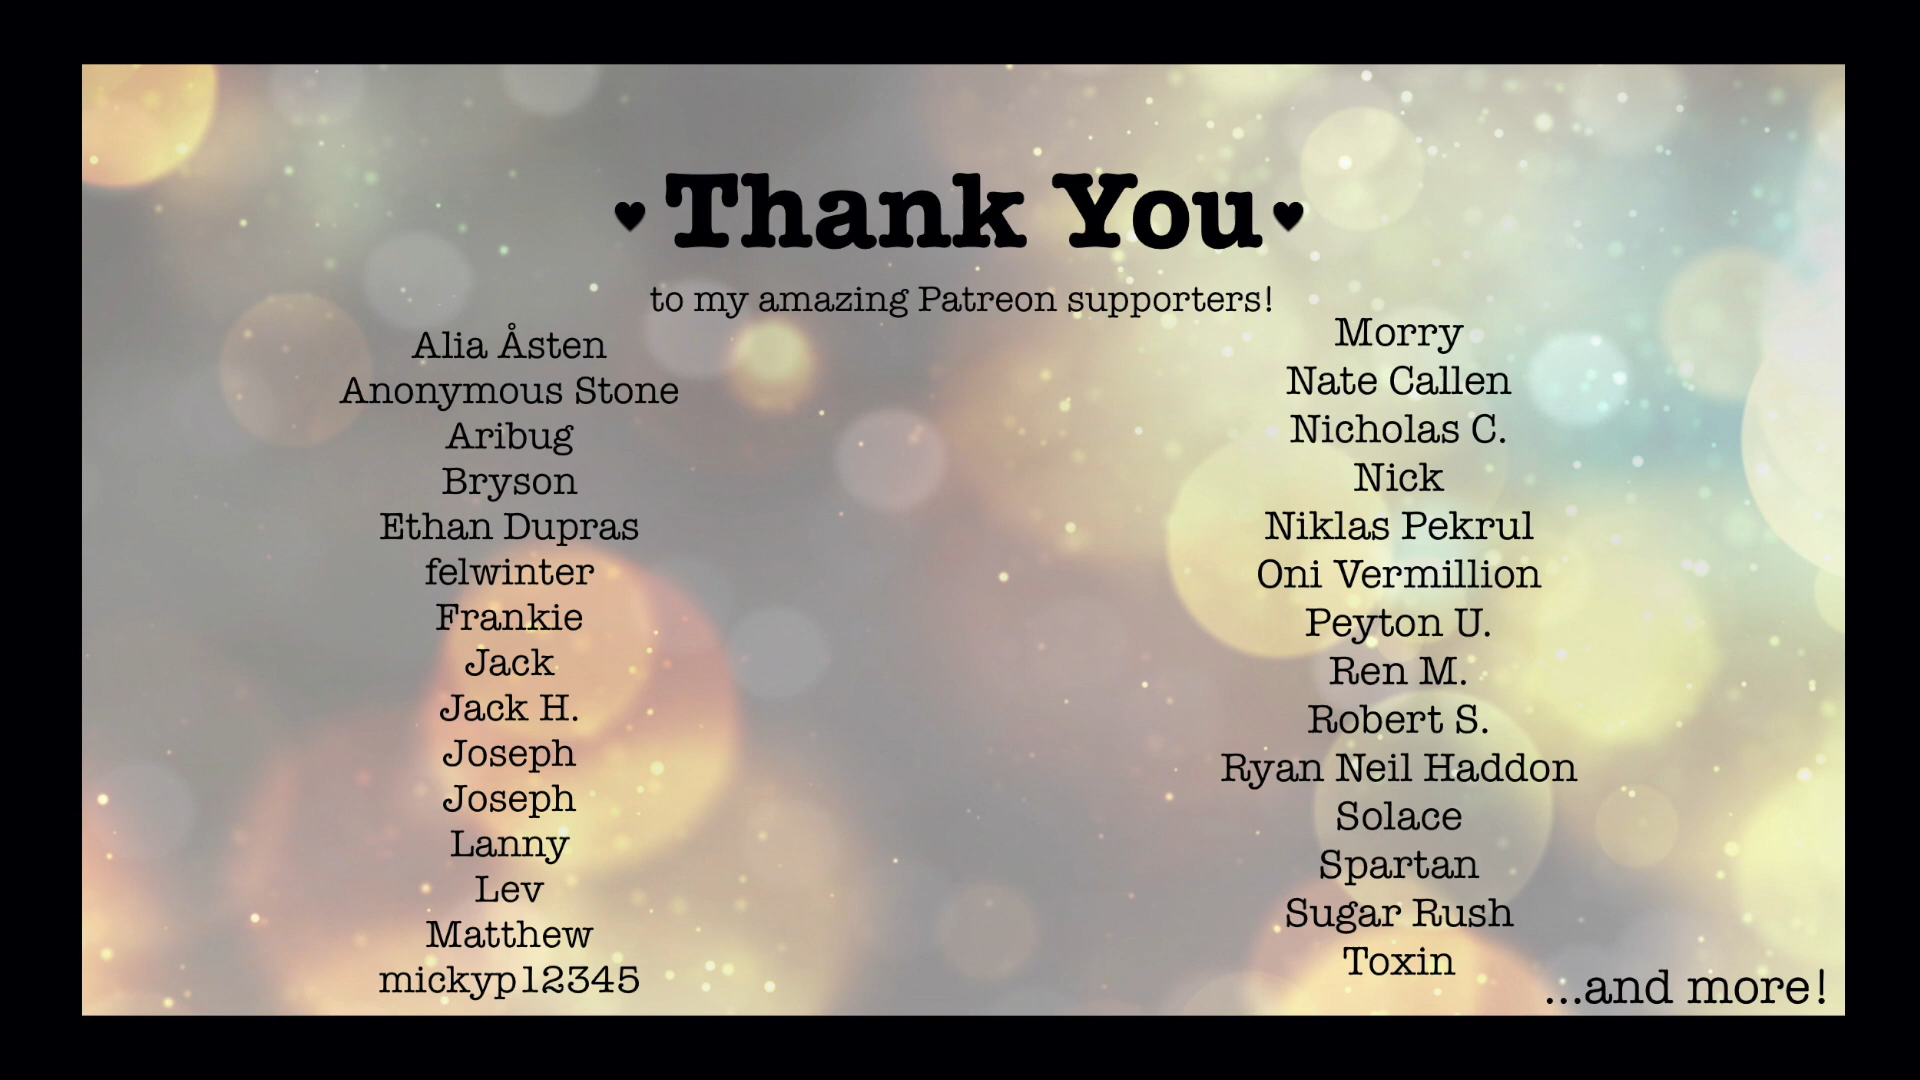 ♥Thank You♥
to my amazing Patreon supporters!
Alia Åsten
Anonymous Stone
Aribug
Bryson
Ethan Dupras
felwinter
Frankie
Jack
Jack H.
Joseph
Joseph
Lanny
Lev
Matthew
mickyp12345
Morry
Nate Callen
Nicholas C.
Nick
Niklas Pekrul
Oni Vermillion
Peyton U.
Ren M.
Robert S.
Ryan Neil Haddon
Solace
Spartan
Sugar Rush
Toxin
...and more!